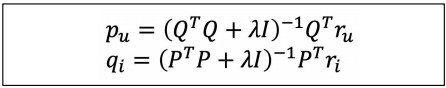 p_u = (Q^T Q + λI)^{-1} Q^T r_u
q_i = (P^T P + λI)^{-1} P^T r_i